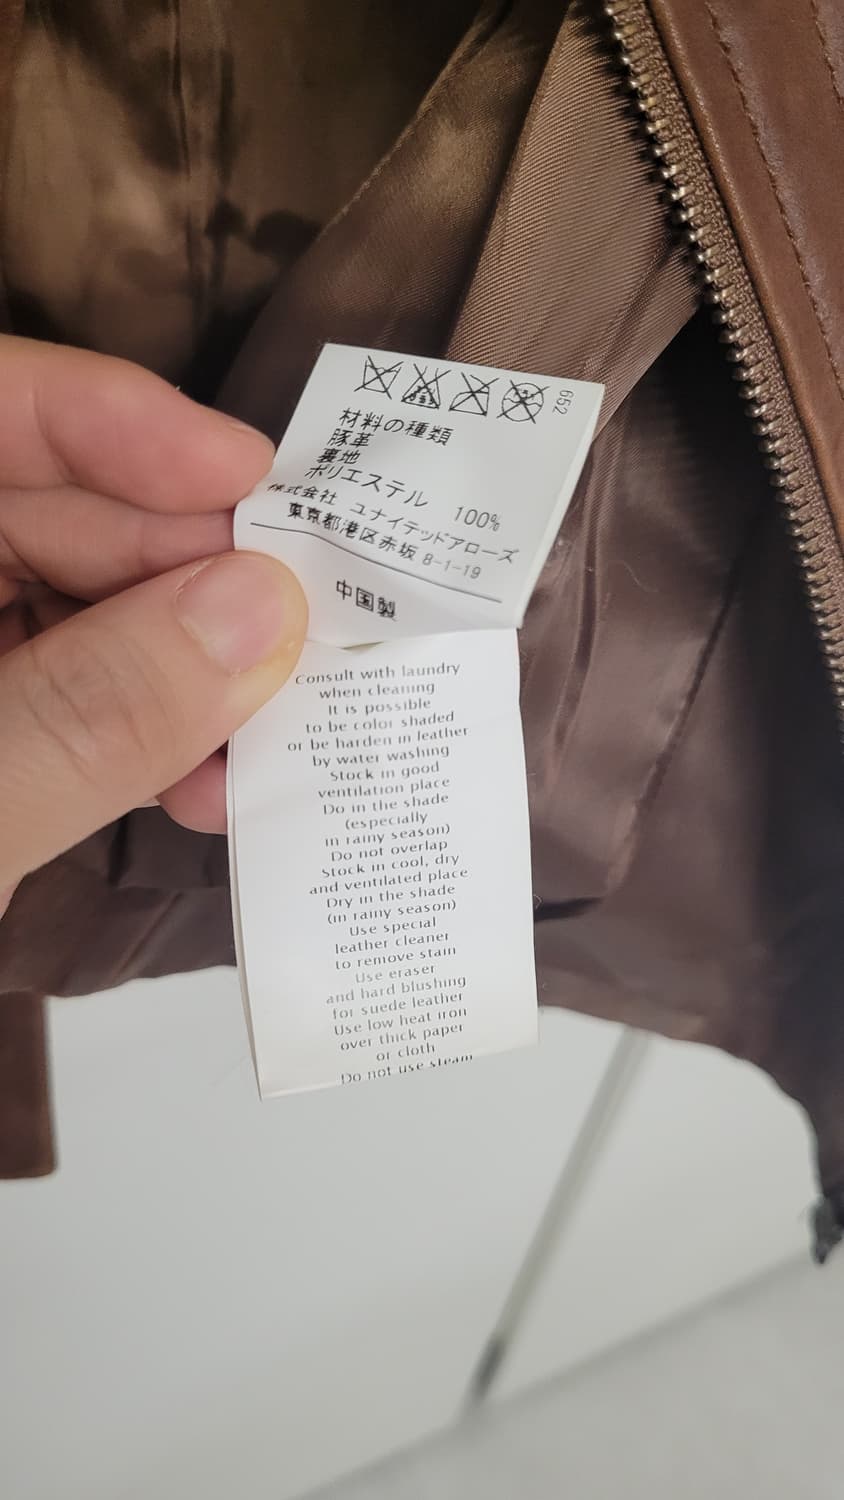 652
材料の種類
豚革
裏地
ポリエステル 100%
株式会社 ユナイテッドアローズ
東京都港区赤坂 8-1-19
中国製
Consult with laundry
when cleaning
It is possible
to be color shaded
or be harden in leather
by water washing
Stock in good
ventilation place
Do in the shade
(especially
in rainy season)
Do not overlap
Stock in cool, dry
and ventilated place
Dry in the shade
(in rainy season)
Use special
leather cleaner
to remove stain
Use eraser
and hard blushing
for suede leather
Use low heat iron
over thick paper
or cloth
Do not use steam